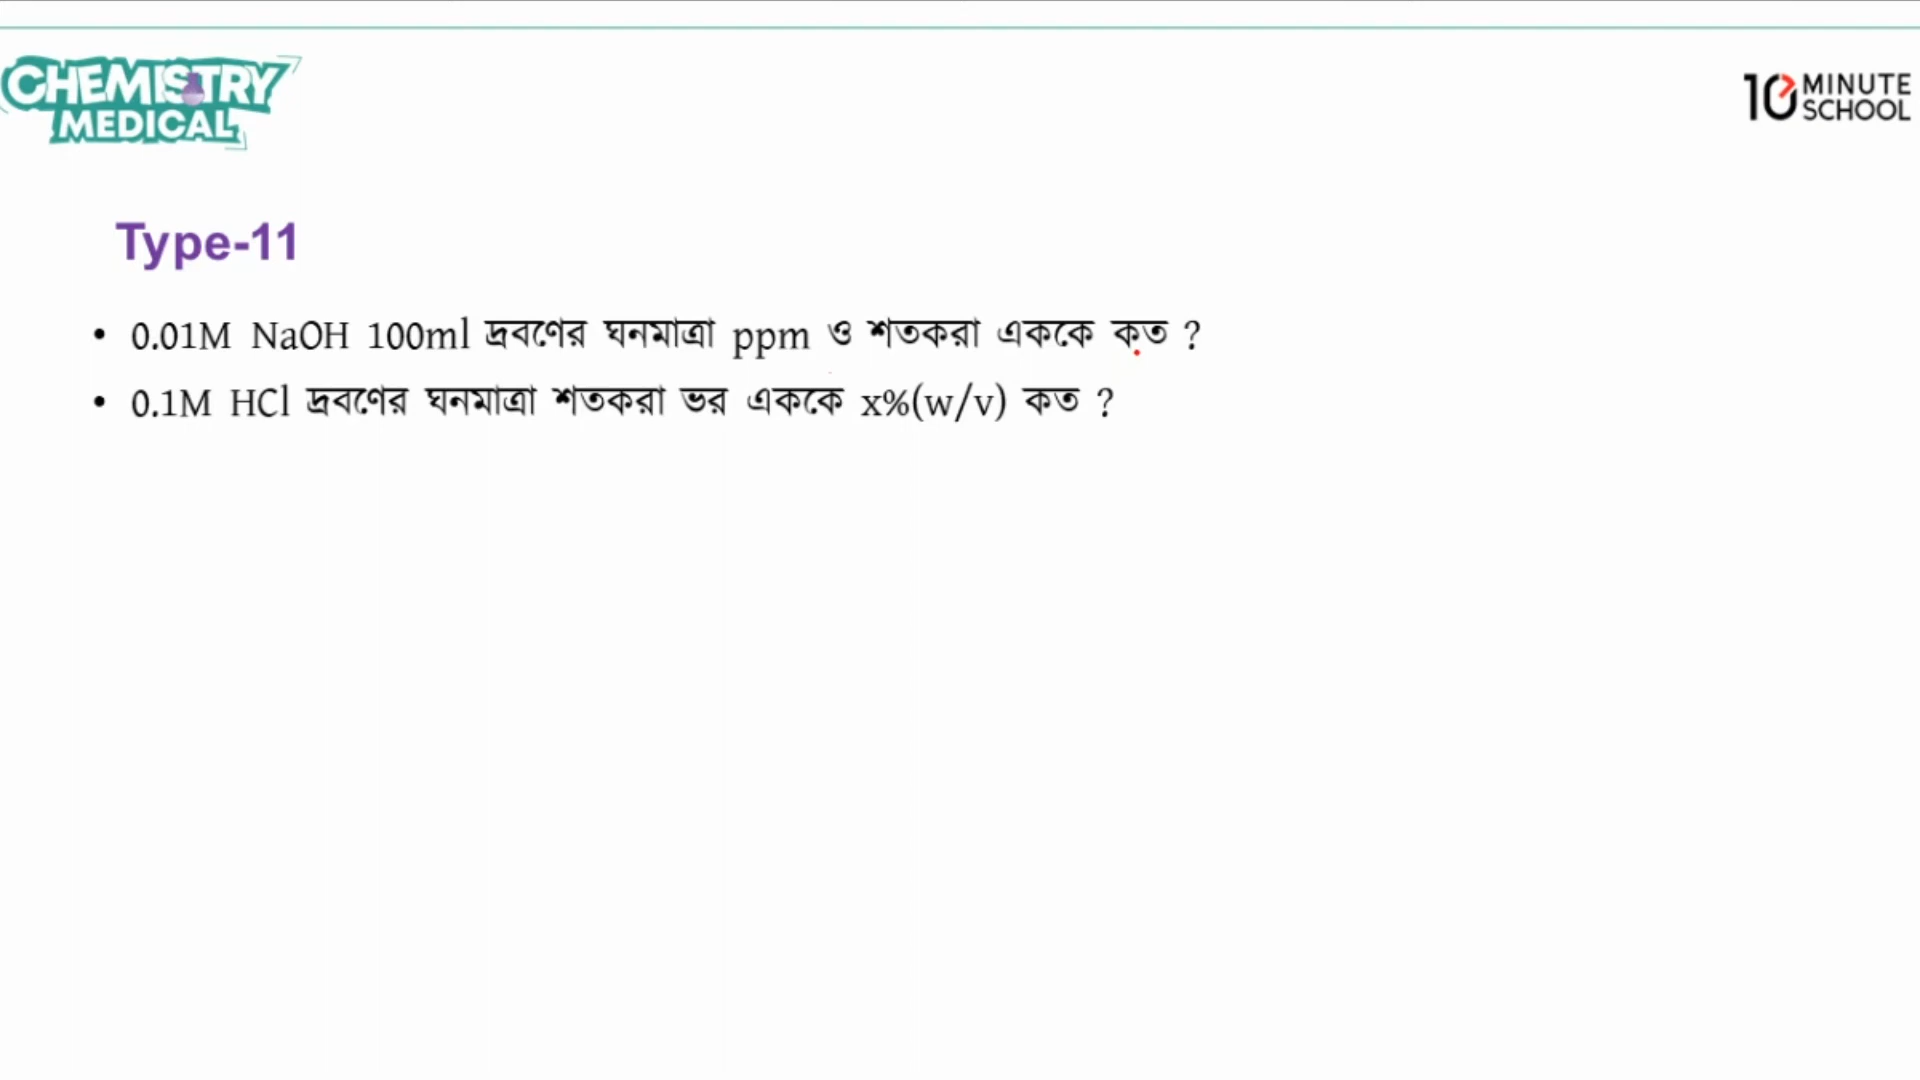 CHEMISTRY
MEDICAL
10 MINUTE
SCHOOL
Type-11
• 0.01M NaOH 100ml দ্রবণের ঘনমাত্রা ppm ও শতকরা এককে কত ?
• 0.1M HCl দ্রবণের ঘনমাত্রা শতকরা ভর এককে x%(w/v) কত ?